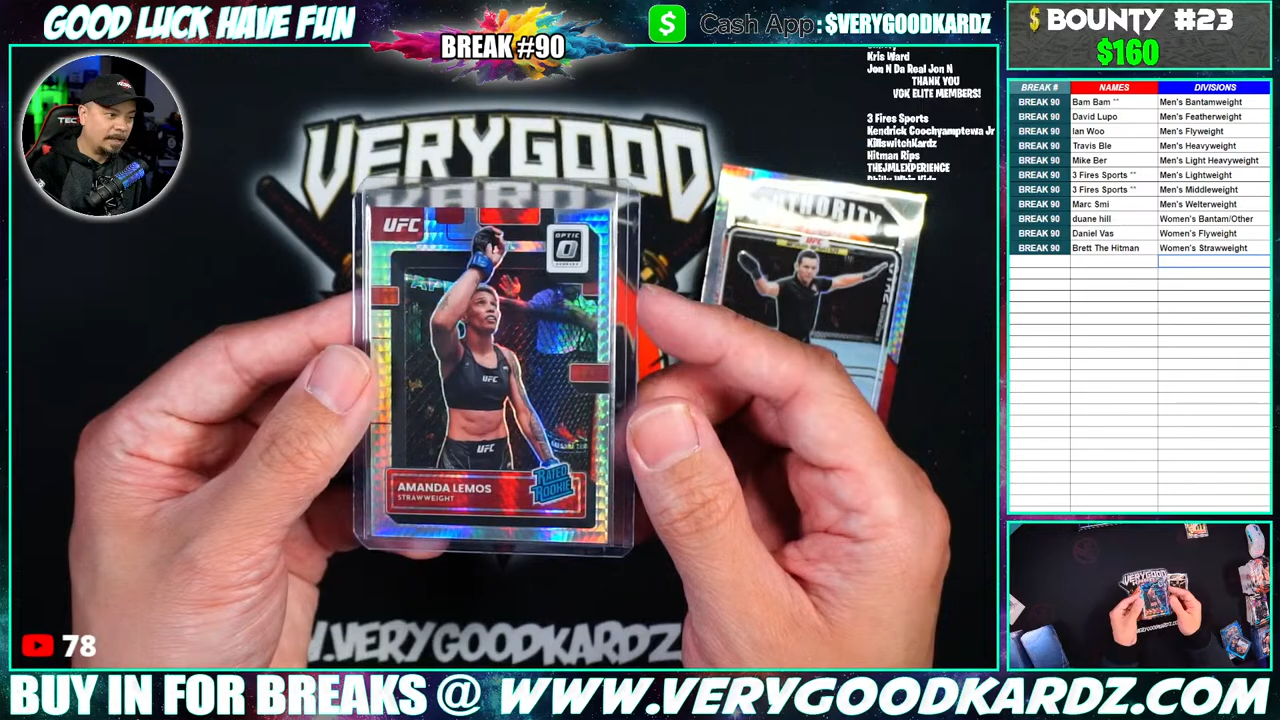 GOOD LUCK HAVE FUN
BREAK #90
$ Cash App : $VERYGOODKARDZ
$ BOUNTY #23
$160
Kris Ward
Jon N Da Real Jon N
THANK YOU
VGK ELITE MEMBERS!
3 Fires Sports
Kendrick Coochyamptewa Jr
KillswitchKardz
Hitman Rips
THEJMLEXPERIENCE
BREAK # NAMES DIVISIONS
BREAK 90 Bam Bam ** Men's Bantamweight
BREAK 90 David Lupo Men's Featherweight
BREAK 90 Ian Woo Men's Flyweight
BREAK 90 Travis Ble Men's Heavyweight
BREAK 90 Mike Ber Men's Light Heavyweight
BREAK 90 3 Fires Sports ** Men's Lightweight
BREAK 90 3 Fires Sports ** Men's Middleweight
BREAK 90 Marc Smi Men's Welterweight
BREAK 90 duane hill Women's Bantam/Other
BREAK 90 Daniel Vas Women's Flyweight
BREAK 90 Brett The Hitman Women's Strawweight
TEC
VERYGOOD
UFC
OPTIC
UFC
UFC
AMANDA LEMOS
STRAWWEIGHT
RATED
ROOKIE
AUTHORITY
UFC
VERYGOOD
.VERYGOODKARDZ
78
BUY IN FOR BREAKS @ WWW.VERYGOODKARDZ.COM